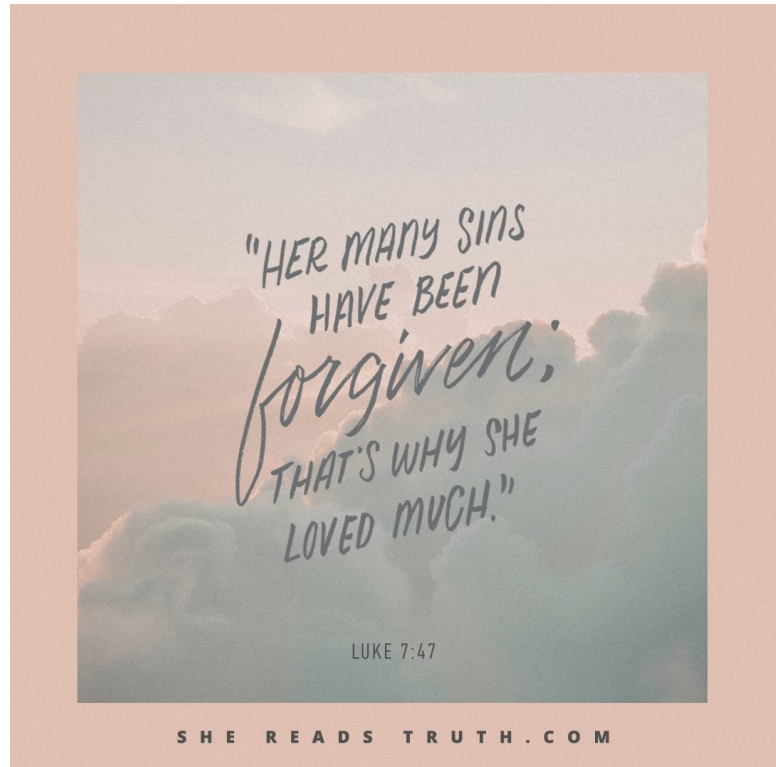 "HER MANY SINS
HAVE BEEN
forgiven;
THAT'S WHY SHE
LOVED MUCH."
LUKE 7:47
SHE READS TRUTH.COM